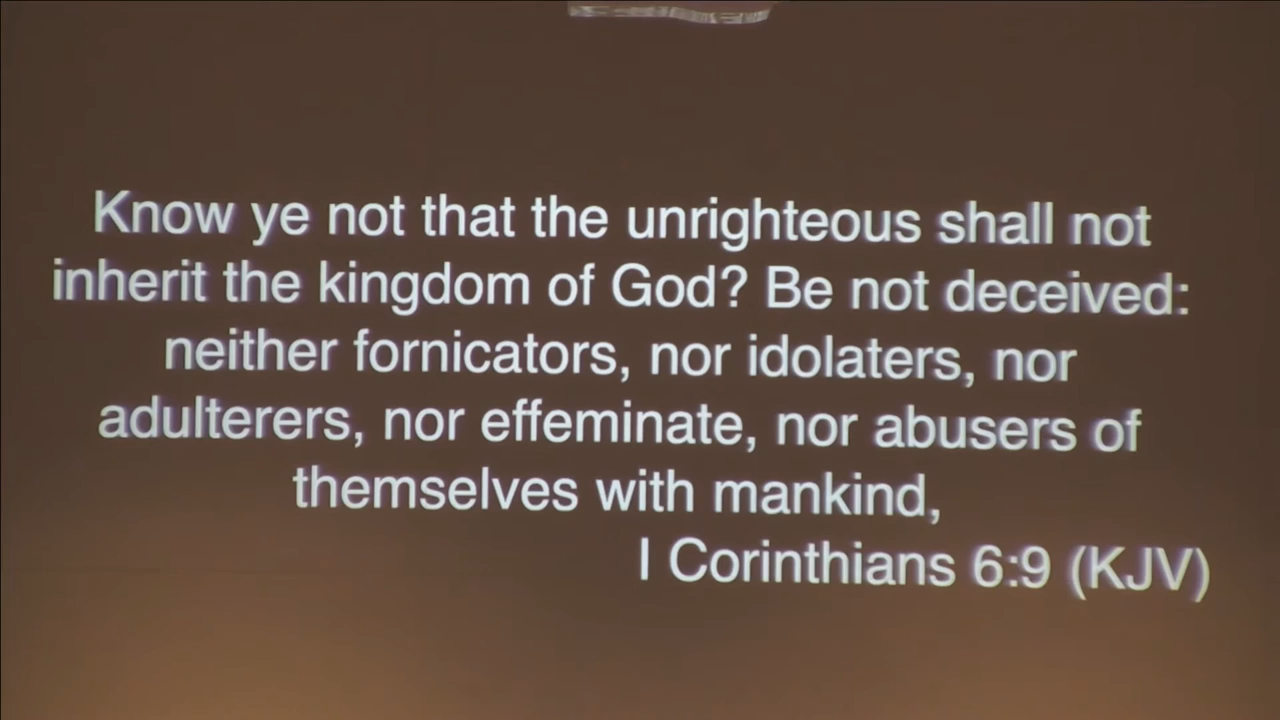 Know ye not that the unrighteous shall not
inherit the kingdom of God? Be not deceived:
neither fornicators, nor idolaters, nor
adulterers, nor effeminate, nor abusers of
themselves with mankind,
I Corinthians 6:9 (KJV)